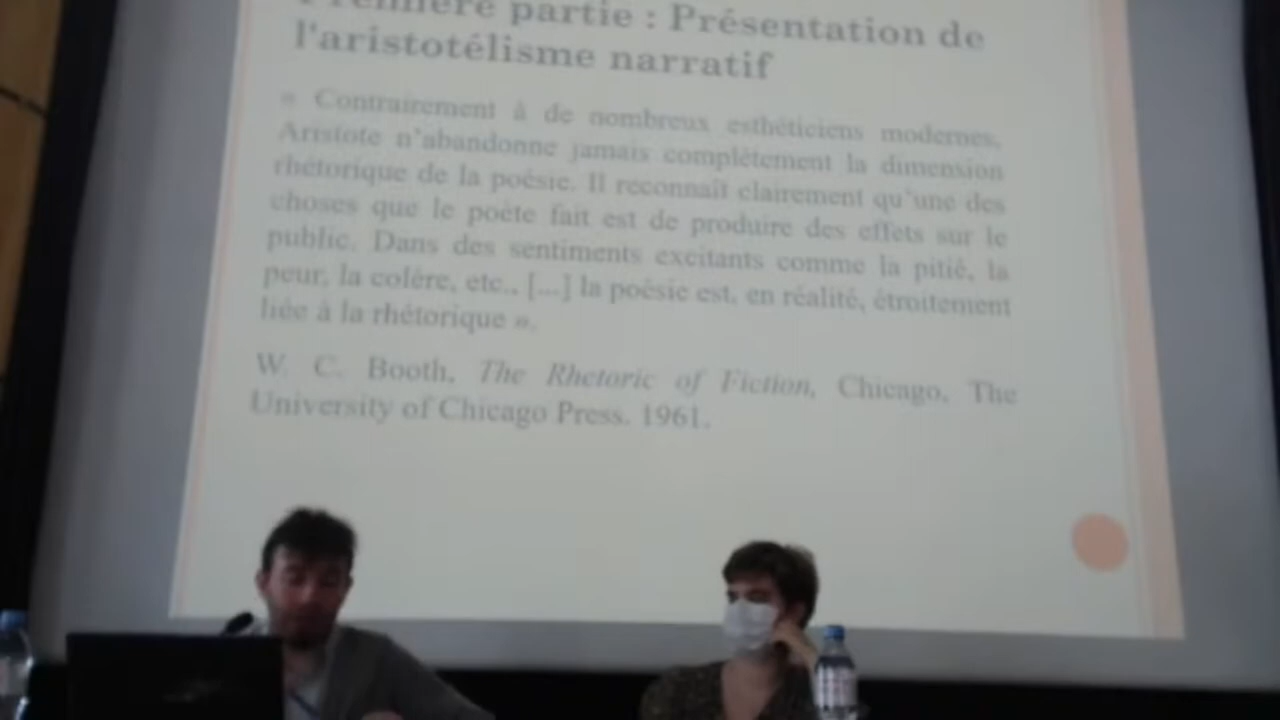 Première partie : Présentation de
l'aristotélisme narratif
« Contrairement à de nombreux esthéticiens modernes,
Aristote n'abandonne jamais complètement la dimension
rhétorique de la poésie. Il reconnaît clairement qu'une des
choses que le poète fait est de produire des effets sur le
public. Dans des sentiments excitants comme la pitié, la
peur, la colère, etc., [...] la poésie est, en réalité, étroitement
liée à la rhétorique ».
W. C. Booth, The Rhetoric of Fiction, Chicago, The
University of Chicago Press. 1961.